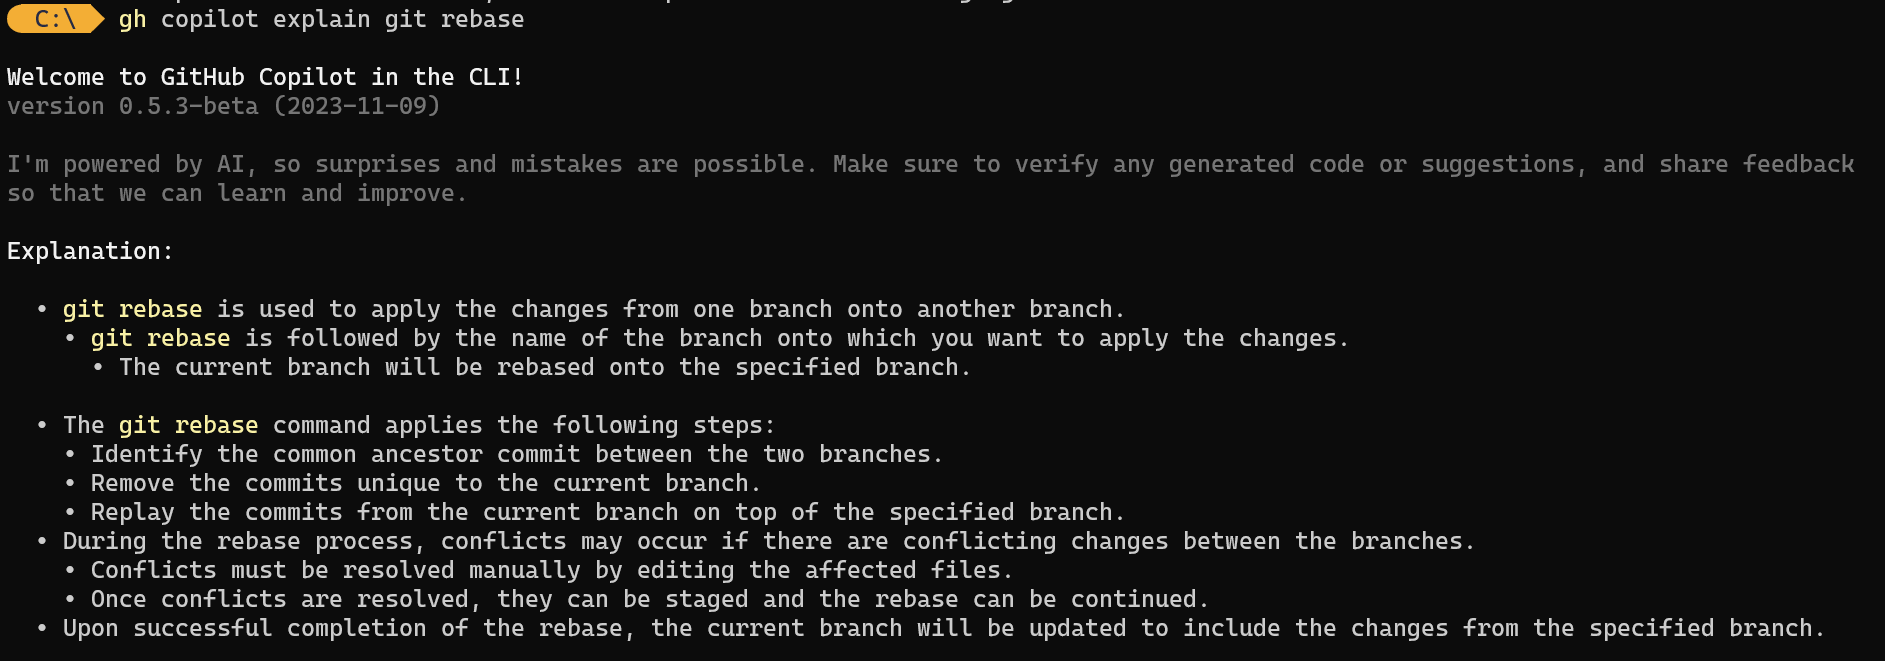 C:\ gh copilot explain git rebase
Welcome to GitHub Copilot in the CLI!
version 0.5.3-beta (2023-11-09)
I'm powered by AI, so surprises and mistakes are possible. Make sure to verify any generated code or suggestions, and share feedback
so that we can learn and improve.
Explanation:
• git rebase is used to apply the changes from one branch onto another branch.
• git rebase is followed by the name of the branch onto which you want to apply the changes.
• The current branch will be rebased onto the specified branch.
• The git rebase command applies the following steps:
• Identify the common ancestor commit between the two branches.
• Remove the commits unique to the current branch.
• Replay the commits from the current branch on top of the specified branch.
• During the rebase process, conflicts may occur if there are conflicting changes between the branches.
• Conflicts must be resolved manually by editing the affected files.
• Once conflicts are resolved, they can be staged and the rebase can be continued.
• Upon successful completion of the rebase, the current branch will be updated to include the changes from the specified branch.